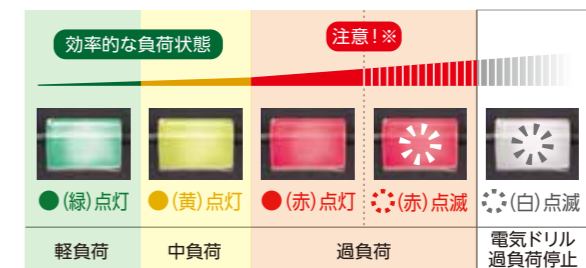 効率的な負荷状態
注意!※
●(緑)点灯
●(黄)点灯
●(赤)点灯
(赤)点滅
(白)点滅
軽負荷
中負荷
過負荷
電気ドリル
過負荷停止